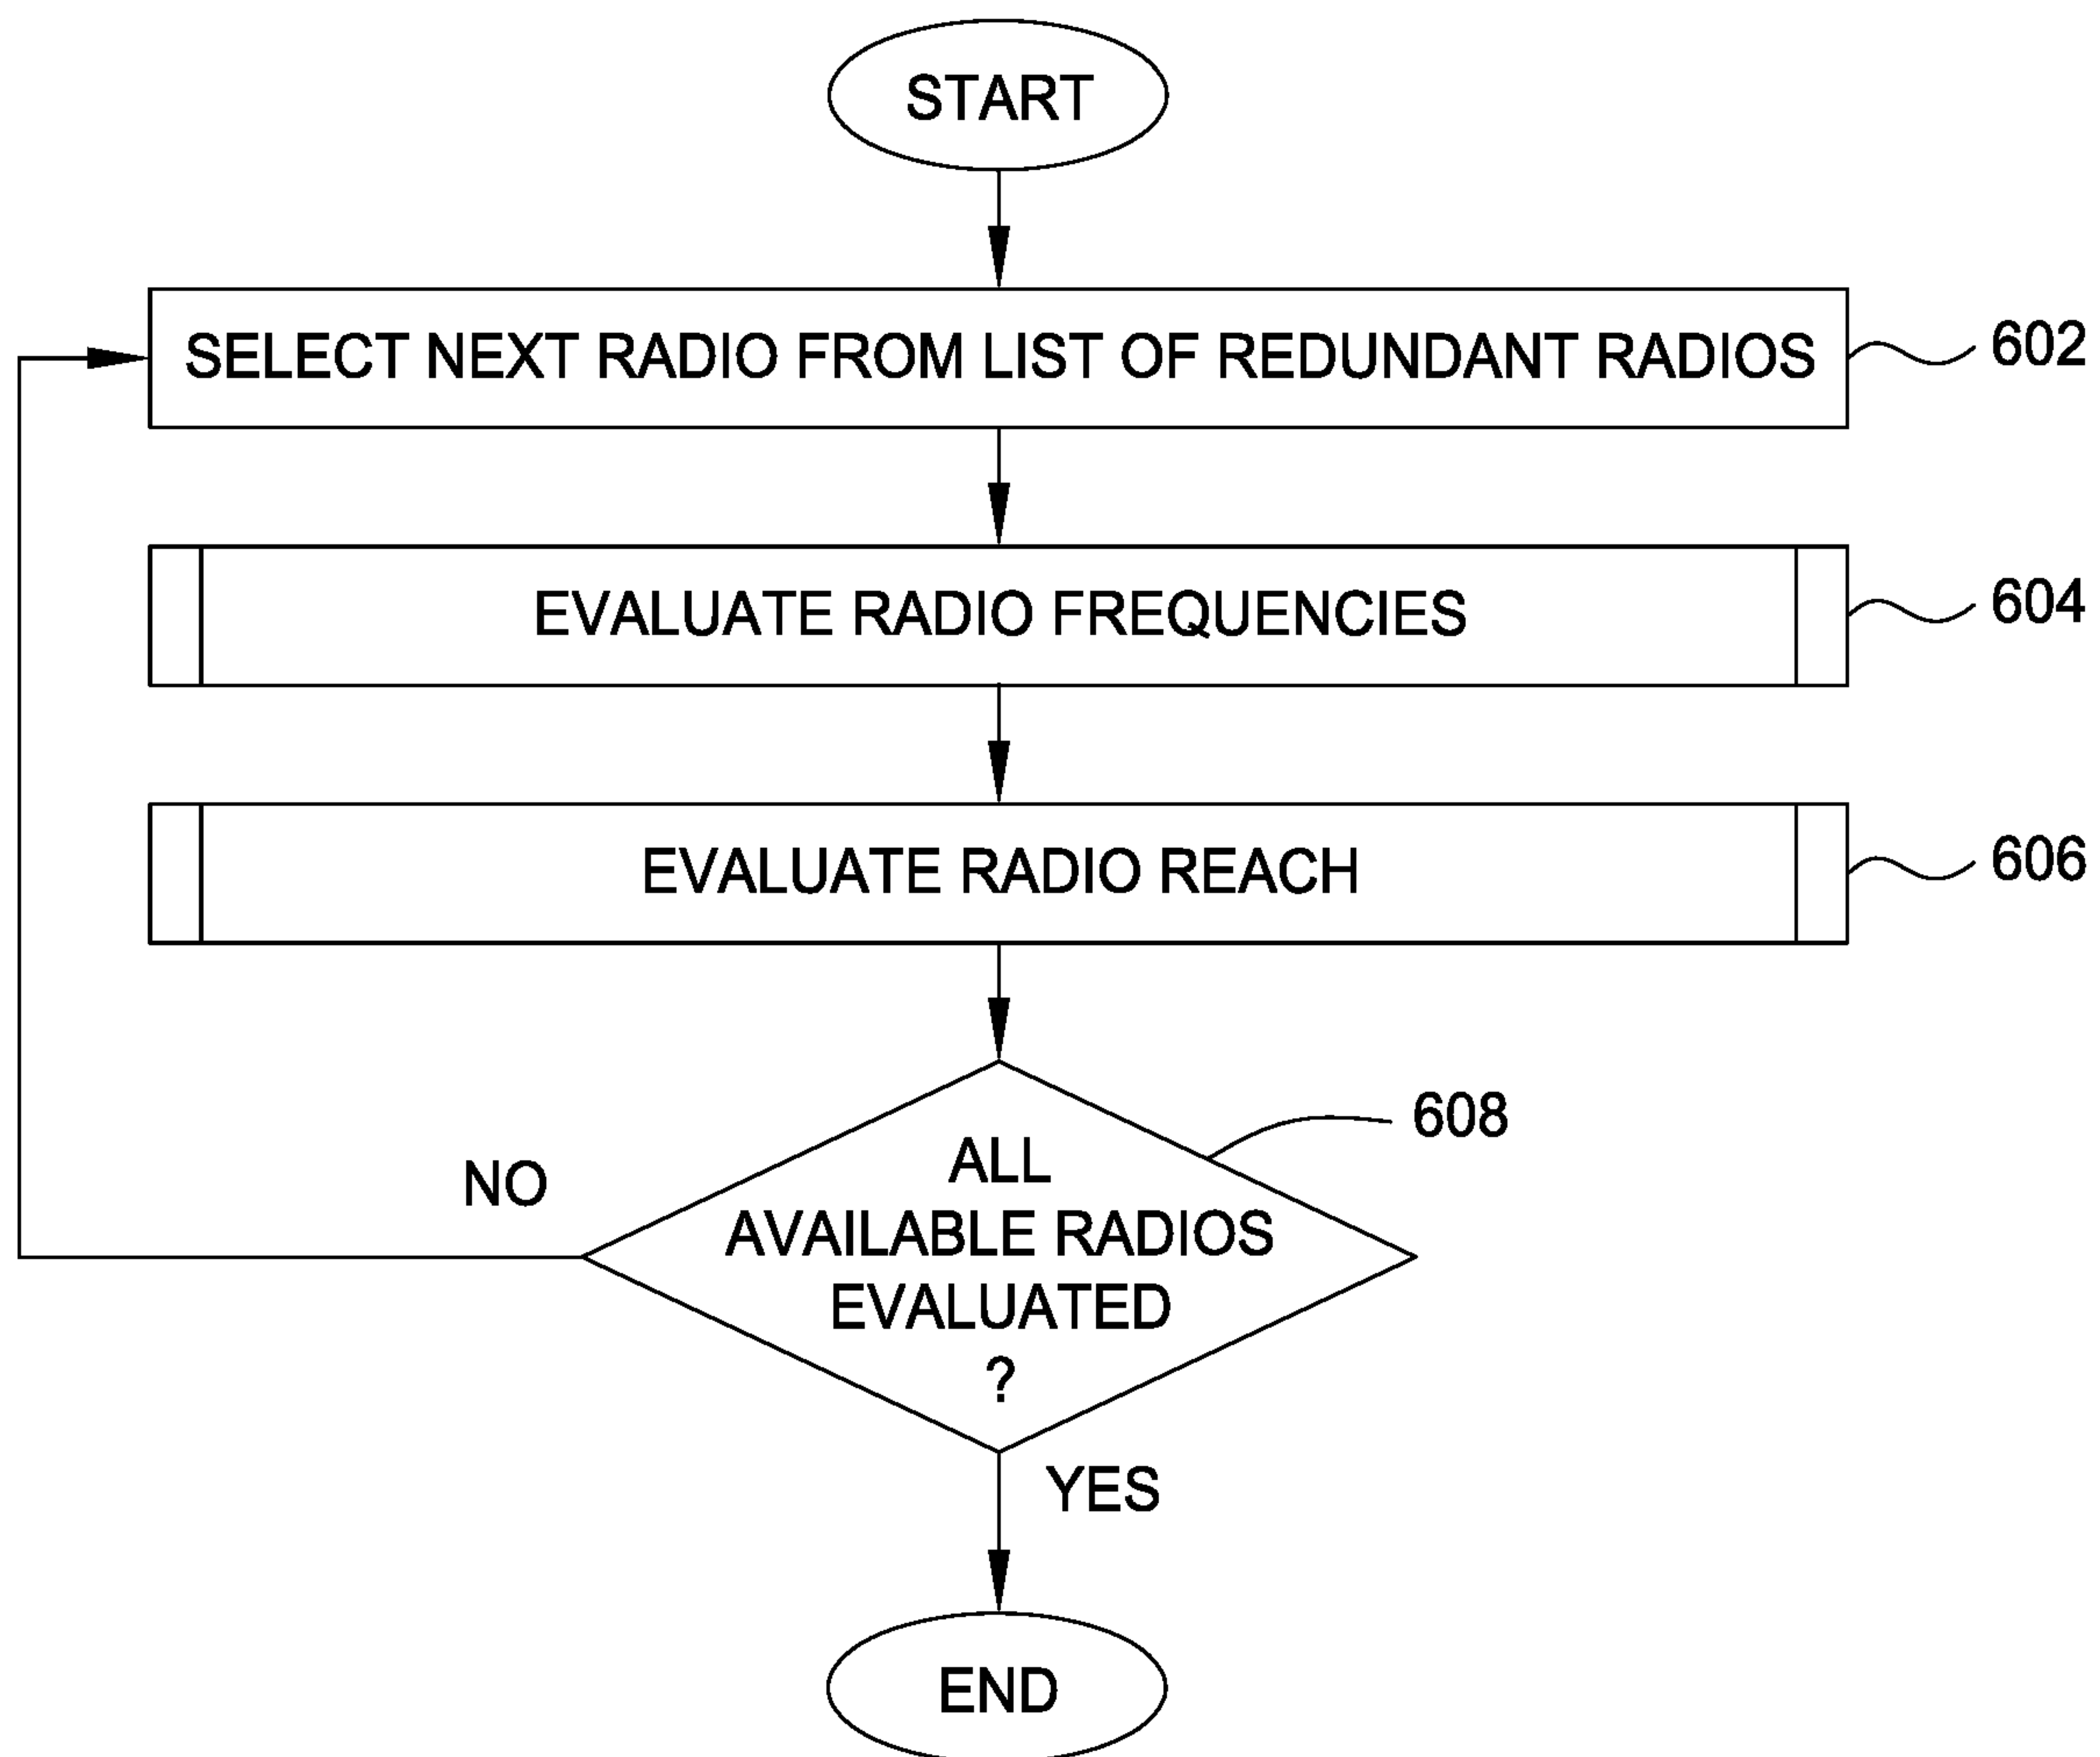 START
SELECT NEXT RADIO FROM LIST OF REDUNDANT RADIOS
602
EVALUATE RADIO FREQUENCIES
604
EVALUATE RADIO REACH
606
608
ALL
AVAILABLE RADIOS
EVALUATED
?
NO
YES
END